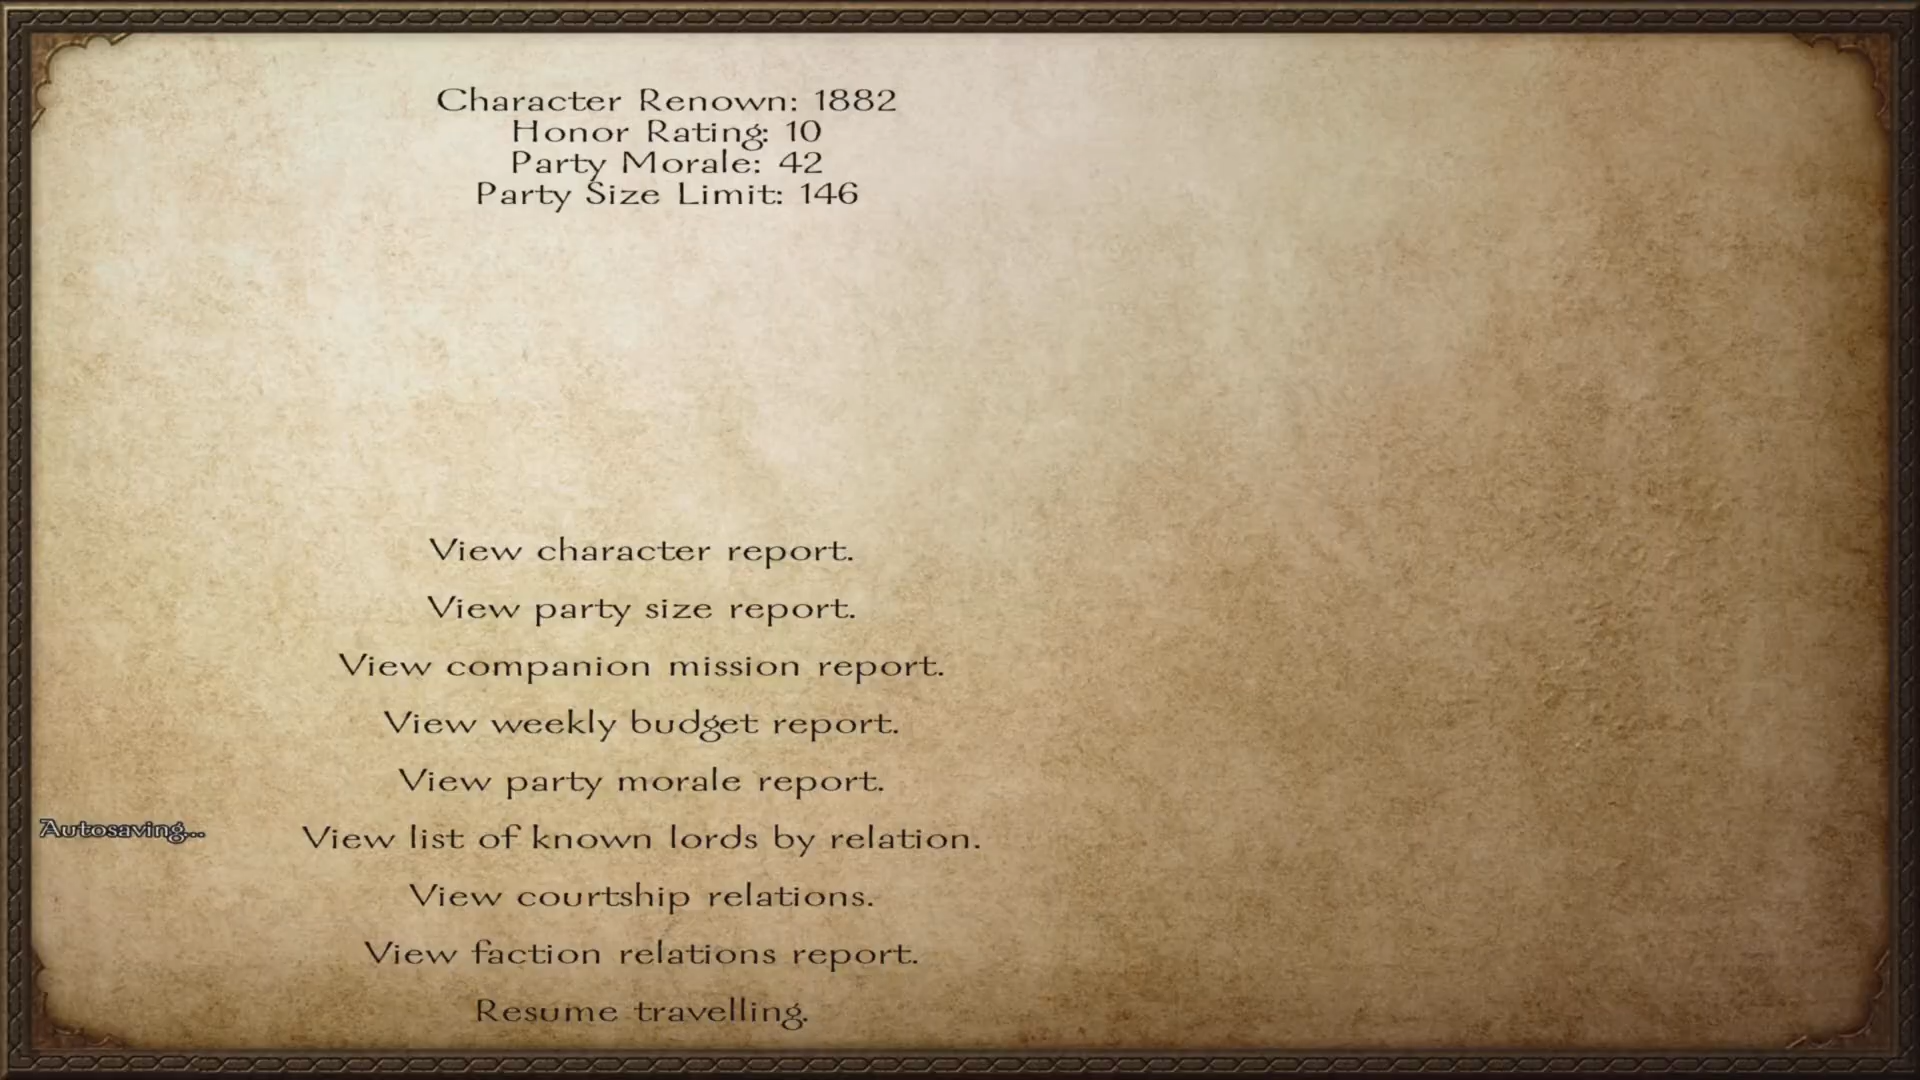 Character Renown: 1882
Honor Rating: 10
Party Morale: 42
Party Size Limit: 146
View character report.
View party size report.
View companion mission report.
View weekly budget report.
View party morale report.
Autosaving...
View list of known lords by relation.
View courtship relations.
View faction relations report.
Resume travelling.